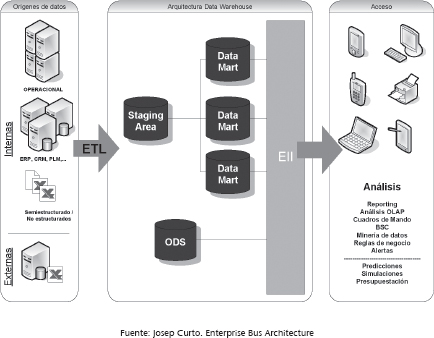 Orígenes de datos
Arquitectura Data Warehouse
Acceso
OPERACIONAL
Internas
ERP, CRM, PLM,...
Semiestructurado /
No estructurados
Externas
ETL
Staging
Area
Data
Mart
Data
Mart
Data
Mart
ODS
EII
Análisis
Reporting
Análisis OLAP
Cuadros de Mando
BSC
Minería de datos
Reglas de negocio
Alertas
Predicciones
Simulaciones
Presupuestación
Fuente: Josep Curto. Enterprise Bus Architecture